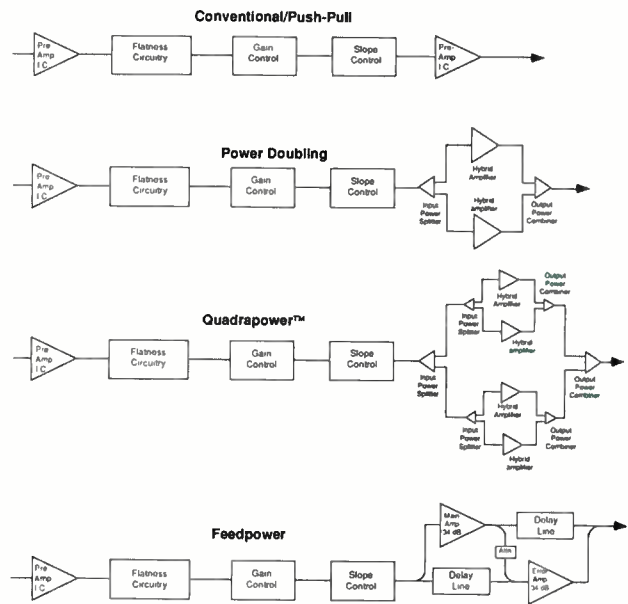 Conventional/Push-Pull
Pre
Amp
I C
Flatness
Circuitry
Gain
Control
Slope
Control
Pre-
Amp
I C
Power Doubling
Pre
Amp
I C
Flatness
Circuitry
Gain
Control
Slope
Control
Input
Power
Splitter
Hybrid
Amplifier
Hybrid
amplifier
Output
Power
Combiner
Quadrapower™
Pre
Amp
I C
Flatness
Circuitry
Gain
Control
Slope
Control
Input
Power
Splitter
Input
Power
Splitter
Hybrid
Amplifier
Hybrid
amplifier
Output
Power
Combiner
Input
Power
Splitter
Hybrid
Amplifier
Hybrid
amplifier
Output
Power
Combiner
Output
Power
Combiner
Feedpower
Pre
Amp
I C
Flatness
Circuitry
Gain
Control
Slope
Control
Main
Amp
34 dB
Delay
Line
Attn
Delay
Line
Error
Amp
34 dB